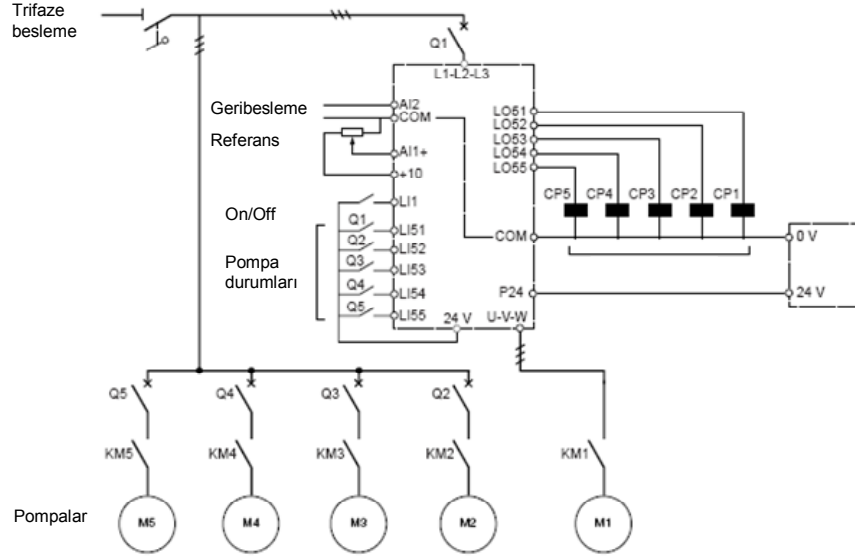 Trifaze
besleme
Q1
L1-L2-L3
Geribesleme
AI2
COM
Referans
AI1+
+10
On/Off
LI1
Pompa
durumları
Q1
LI51
Q2
LI52
Q3
LI53
Q4
LI54
Q5
LI55
24 V
U-V-W
LO51
LO52
LO53
LO54
LO55
CP5
CP4
CP3
CP2
CP1
COM
0 V
P24
24 V
Q5
Q4
Q3
Q2
KM5
KM4
KM3
KM2
KM1
Pompalar
M5
M4
M3
M2
M1